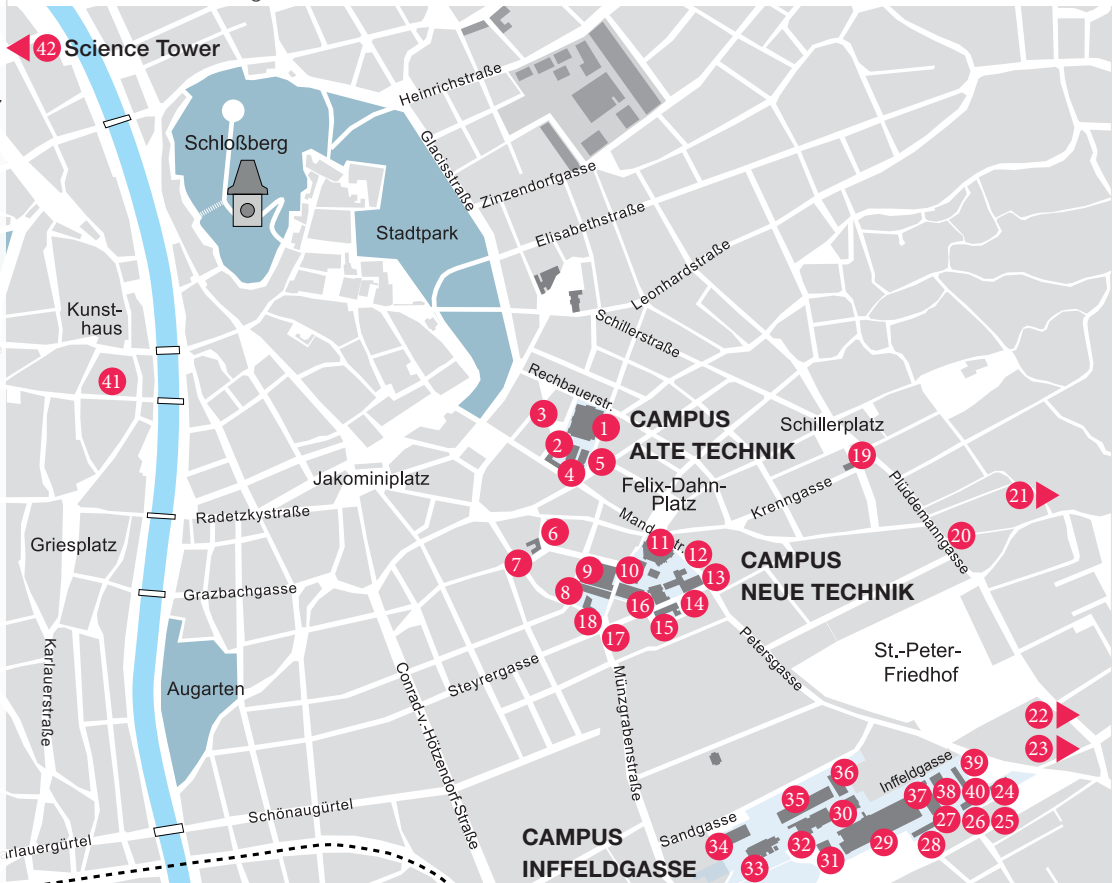 42 Science Tower
Heinrichstraße
Schloßberg
Glacisstraße
Zinzendorfgasse
Stadtpark
Elisabethstraße
Leonhardstraße
Kunst-
haus
Schillerstraße
41
Rechbauerstr.
3
1
CAMPUS
ALTE TECHNIK
2
4
5
Schillerplatz
19
Jakominiplatz
Felix-Dahn-
Platz
Krenngasse
Plüddemanngasse
21
20
Radetzkystraße
Griesplatz
6
7
11
12
13
CAMPUS
NEUE TECHNIK
9
10
8
16
14
15
18
17
Grazbachgasse
Karlauerstraße
Augarten
Steyrergasse
Conrad-v.-Hötzendorf-Straße
Münzgrabenstraße
Petersgasse
St.-Peter-
Friedhof
22
23
39
36
Inffeldgasse
37
38
40
24
35
30
27
26
25
Schönaugürtel
Sandgasse
34
32
29
28
31
33
CAMPUS
INFFELDGASSE